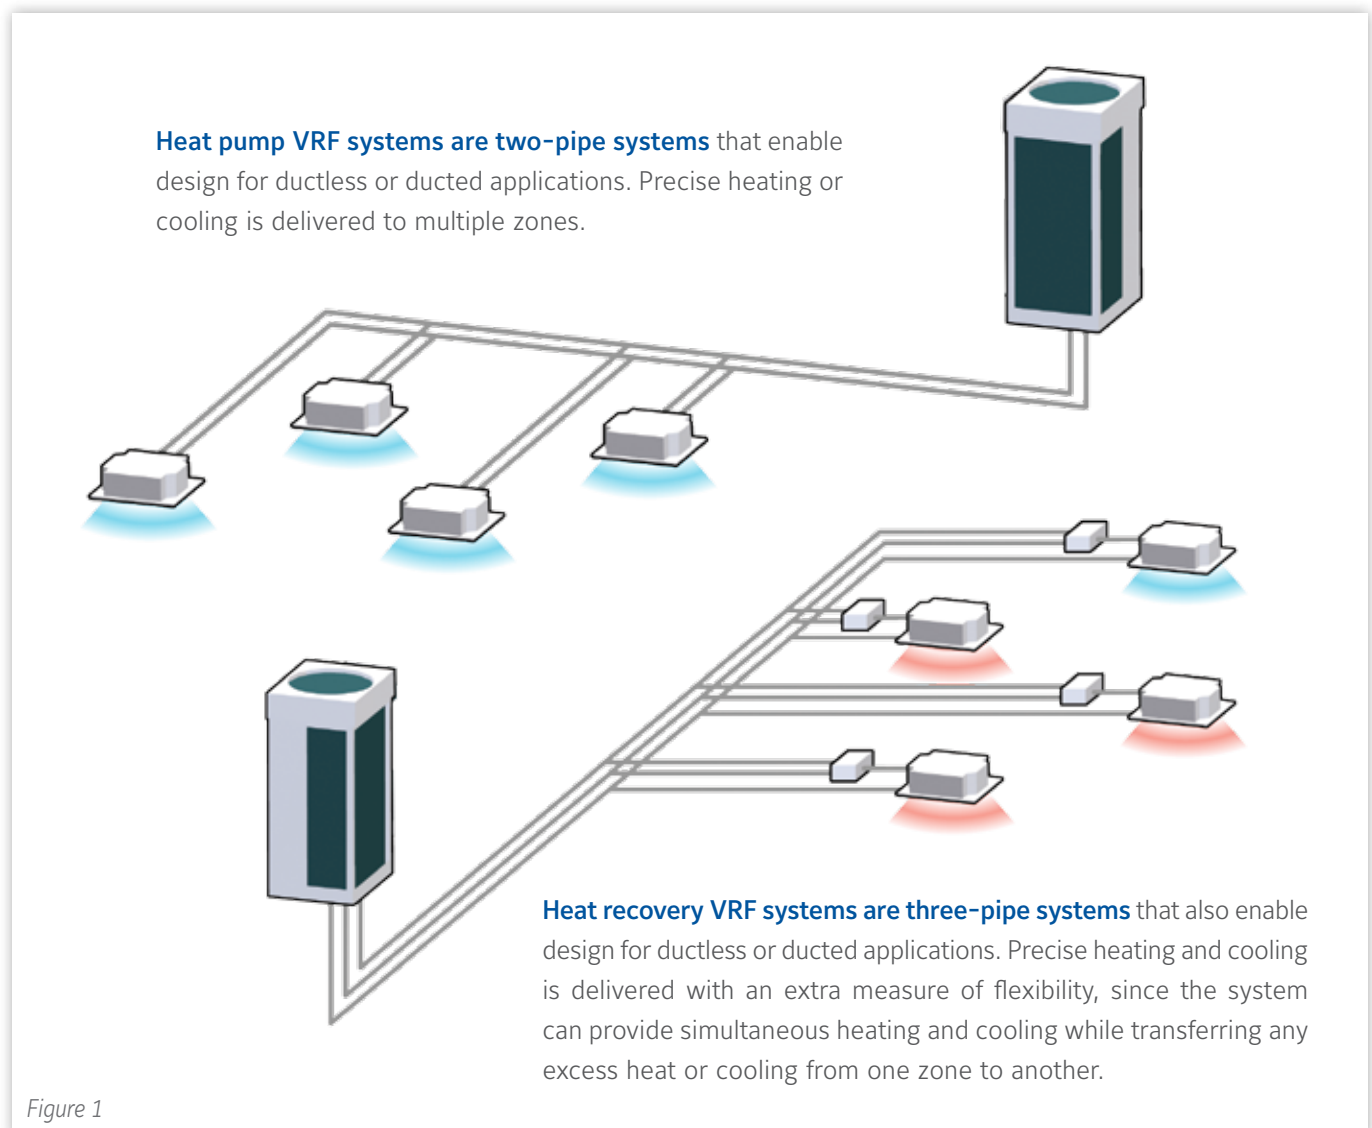 Heat pump VRF systems are two-pipe systems that enable
design for ductless or ducted applications. Precise heating or
cooling is delivered to multiple zones.
Heat recovery VRF systems are three-pipe systems that also enable
design for ductless or ducted applications. Precise heating and cooling
is delivered with an extra measure of flexibility, since the system
can provide simultaneous heating and cooling while transferring any
excess heat or cooling from one zone to another.
Figure 1